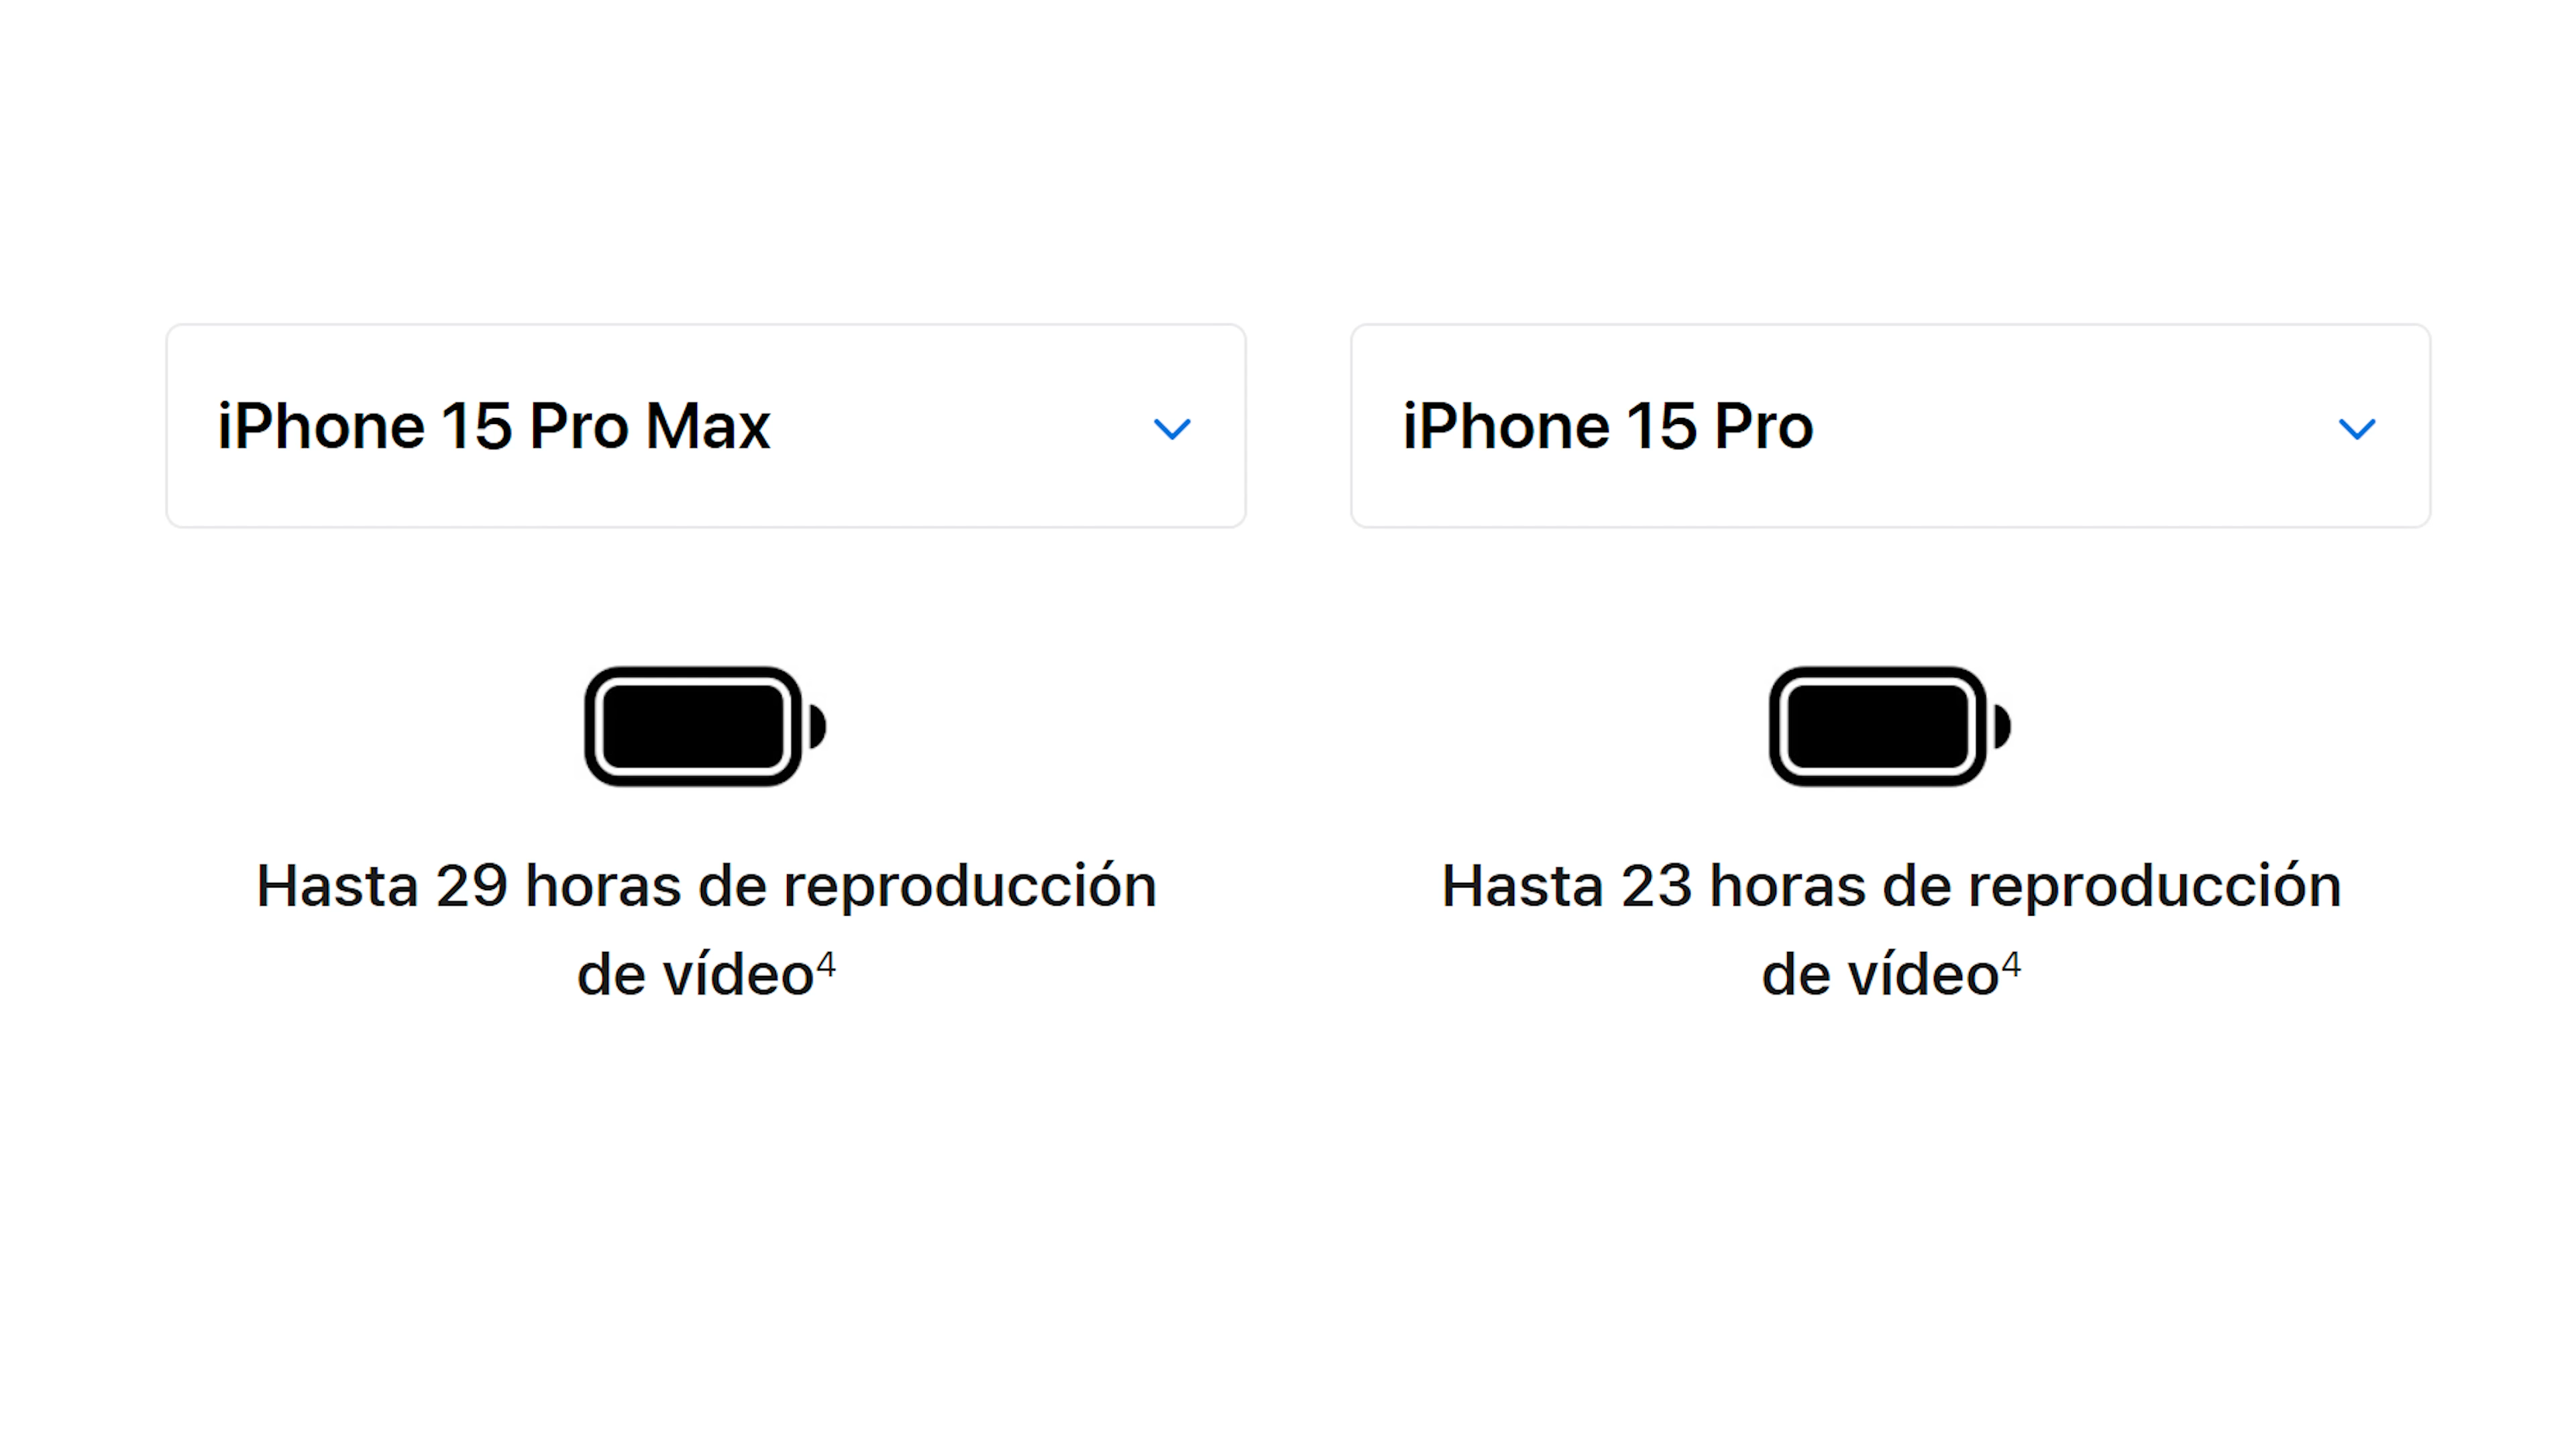 iPhone 15 Pro Max
iPhone 15 Pro
Hasta 29 horas de reproducción
de vídeo⁴
Hasta 23 horas de reproducción
de vídeo⁴